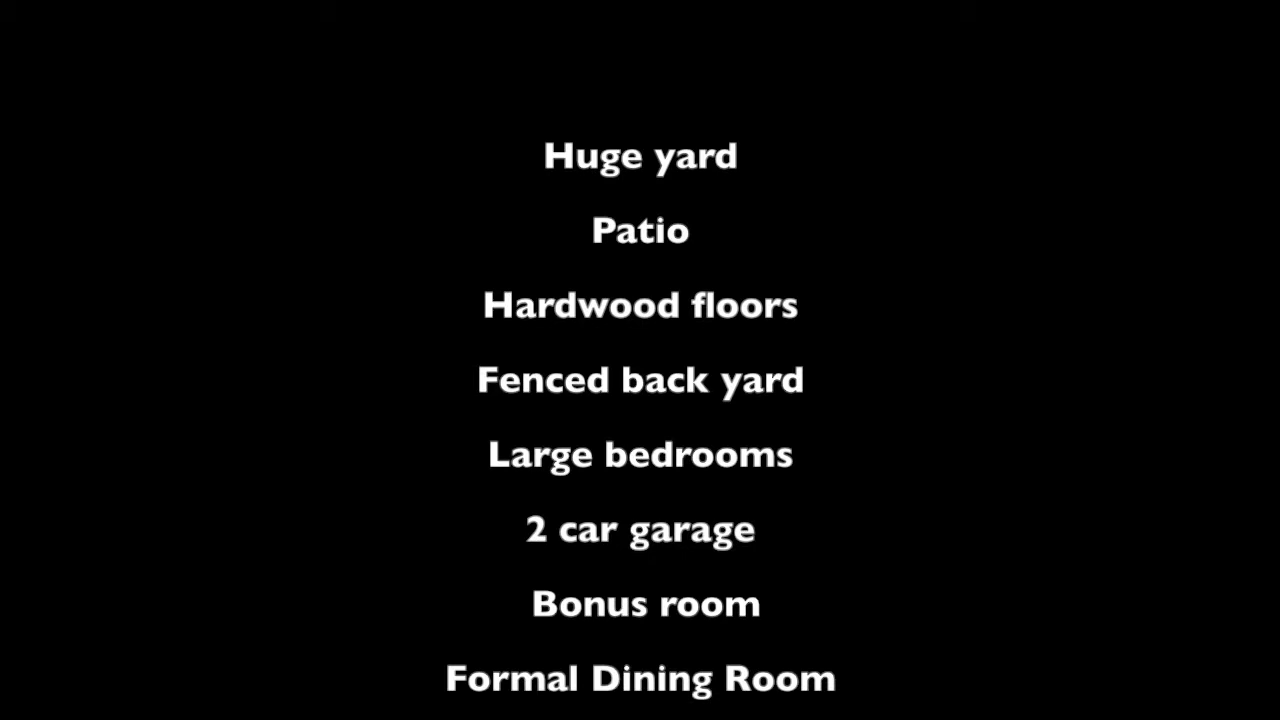 Huge yard
Patio
Hardwood floors
Fenced back yard
Large bedrooms
2 car garage
Bonus room
Formal Dining Room